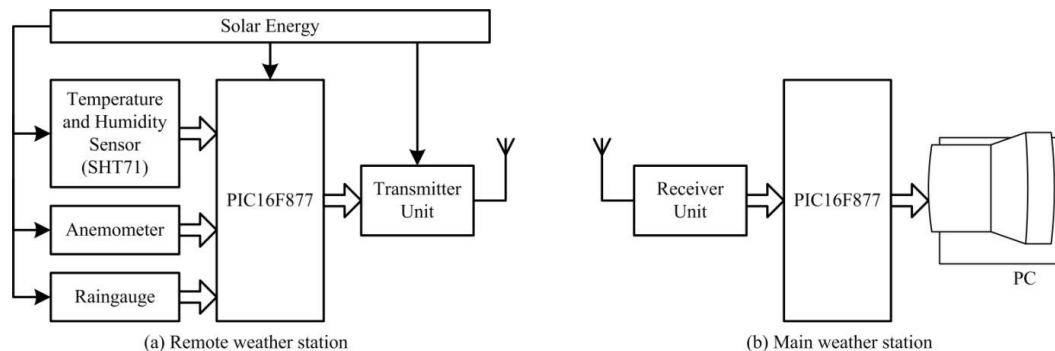 Solar Energy
Temperature
and Humidity
Sensor
(SHT71)
Anemometer
Raingauge
PIC16F877
Transmitter
Unit
(a) Remote weather station
Receiver
Unit
PIC16F877
PC
(b) Main weather station